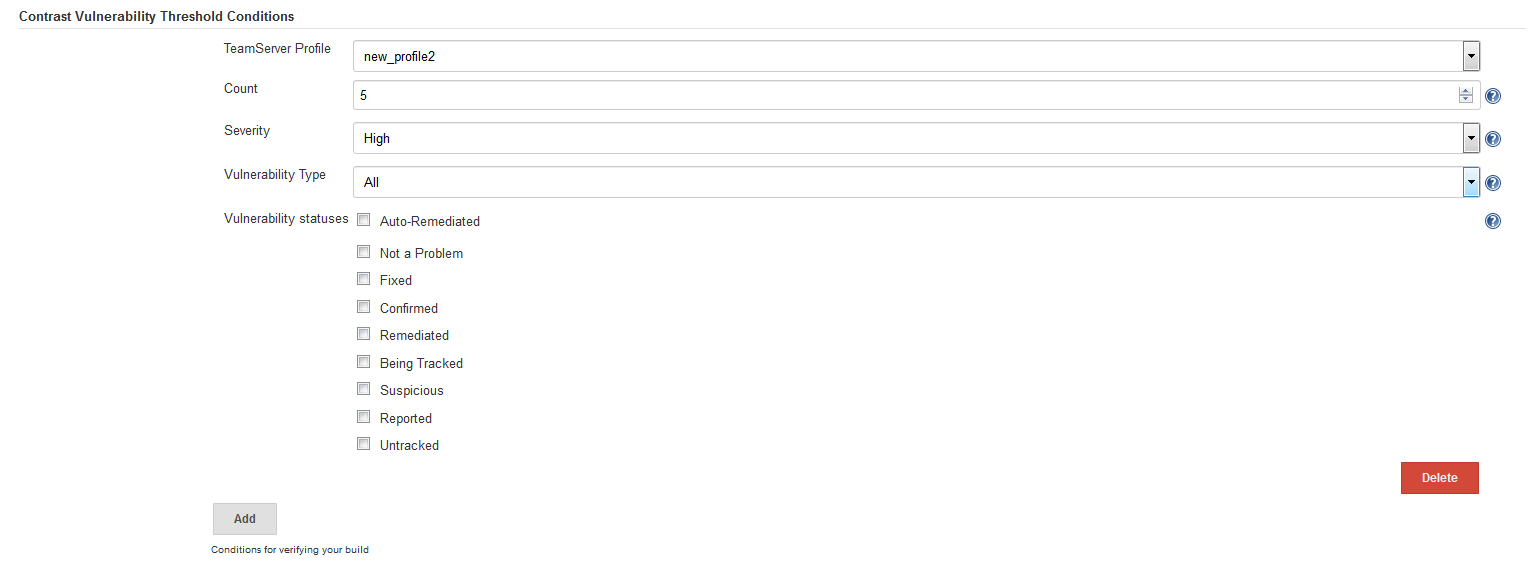 Contrast Vulnerability Threshold Conditions
TeamServer Profile
new_profile2
Count
5
?
Severity
High
?
Vulnerability Type
All
?
Vulnerability statuses
Auto-Remediated
?
Not a Problem
Fixed
Confirmed
Remediated
Being Tracked
Suspicious
Reported
Untracked
Delete
Add
Conditions for verifying your build